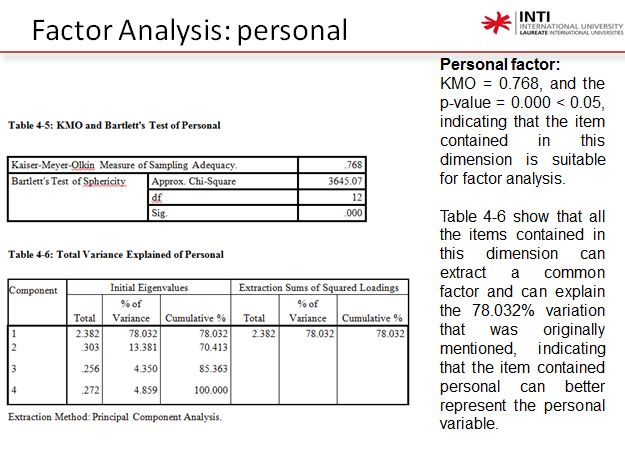 Factor Analysis: personal
INTI
INTERNATIONAL UNIVERSITY
LAUREATE INTERNATIONAL UNIVERSITIES
Table 4-5: KMO and Bartlett's Test of Personal
Kaiser-Meyer-Olkin Measure of Sampling Adequacy. .768
Bartlett's Test of Sphericity Approx. Chi-Square 3645.07
df 12
Sig. .000
Table 4-6: Total Variance Explained of Personal
Component Initial Eigenvalues Extraction Sums of Squared Loadings
Total % of Variance Cumulative % Total % of Variance Cumulative %
1 2.382 78.032 78.032 2.382 78.032 78.032
2 .303 13.381 70.413
3 .256 4.350 85.363
4 .272 4.859 100.000
Extraction Method: Principal Component Analysis.
Personal factor:
KMO = 0.768, and the
p-value = 0.000 < 0.05,
indicating that the item
contained in this
dimension is suitable
for factor analysis.
Table 4-6 show that all
the items contained in
this dimension can
extract a common
factor and can explain
the 78.032% variation
that was originally
mentioned, indicating
that the item contained
personal can better
represent the personal
variable.